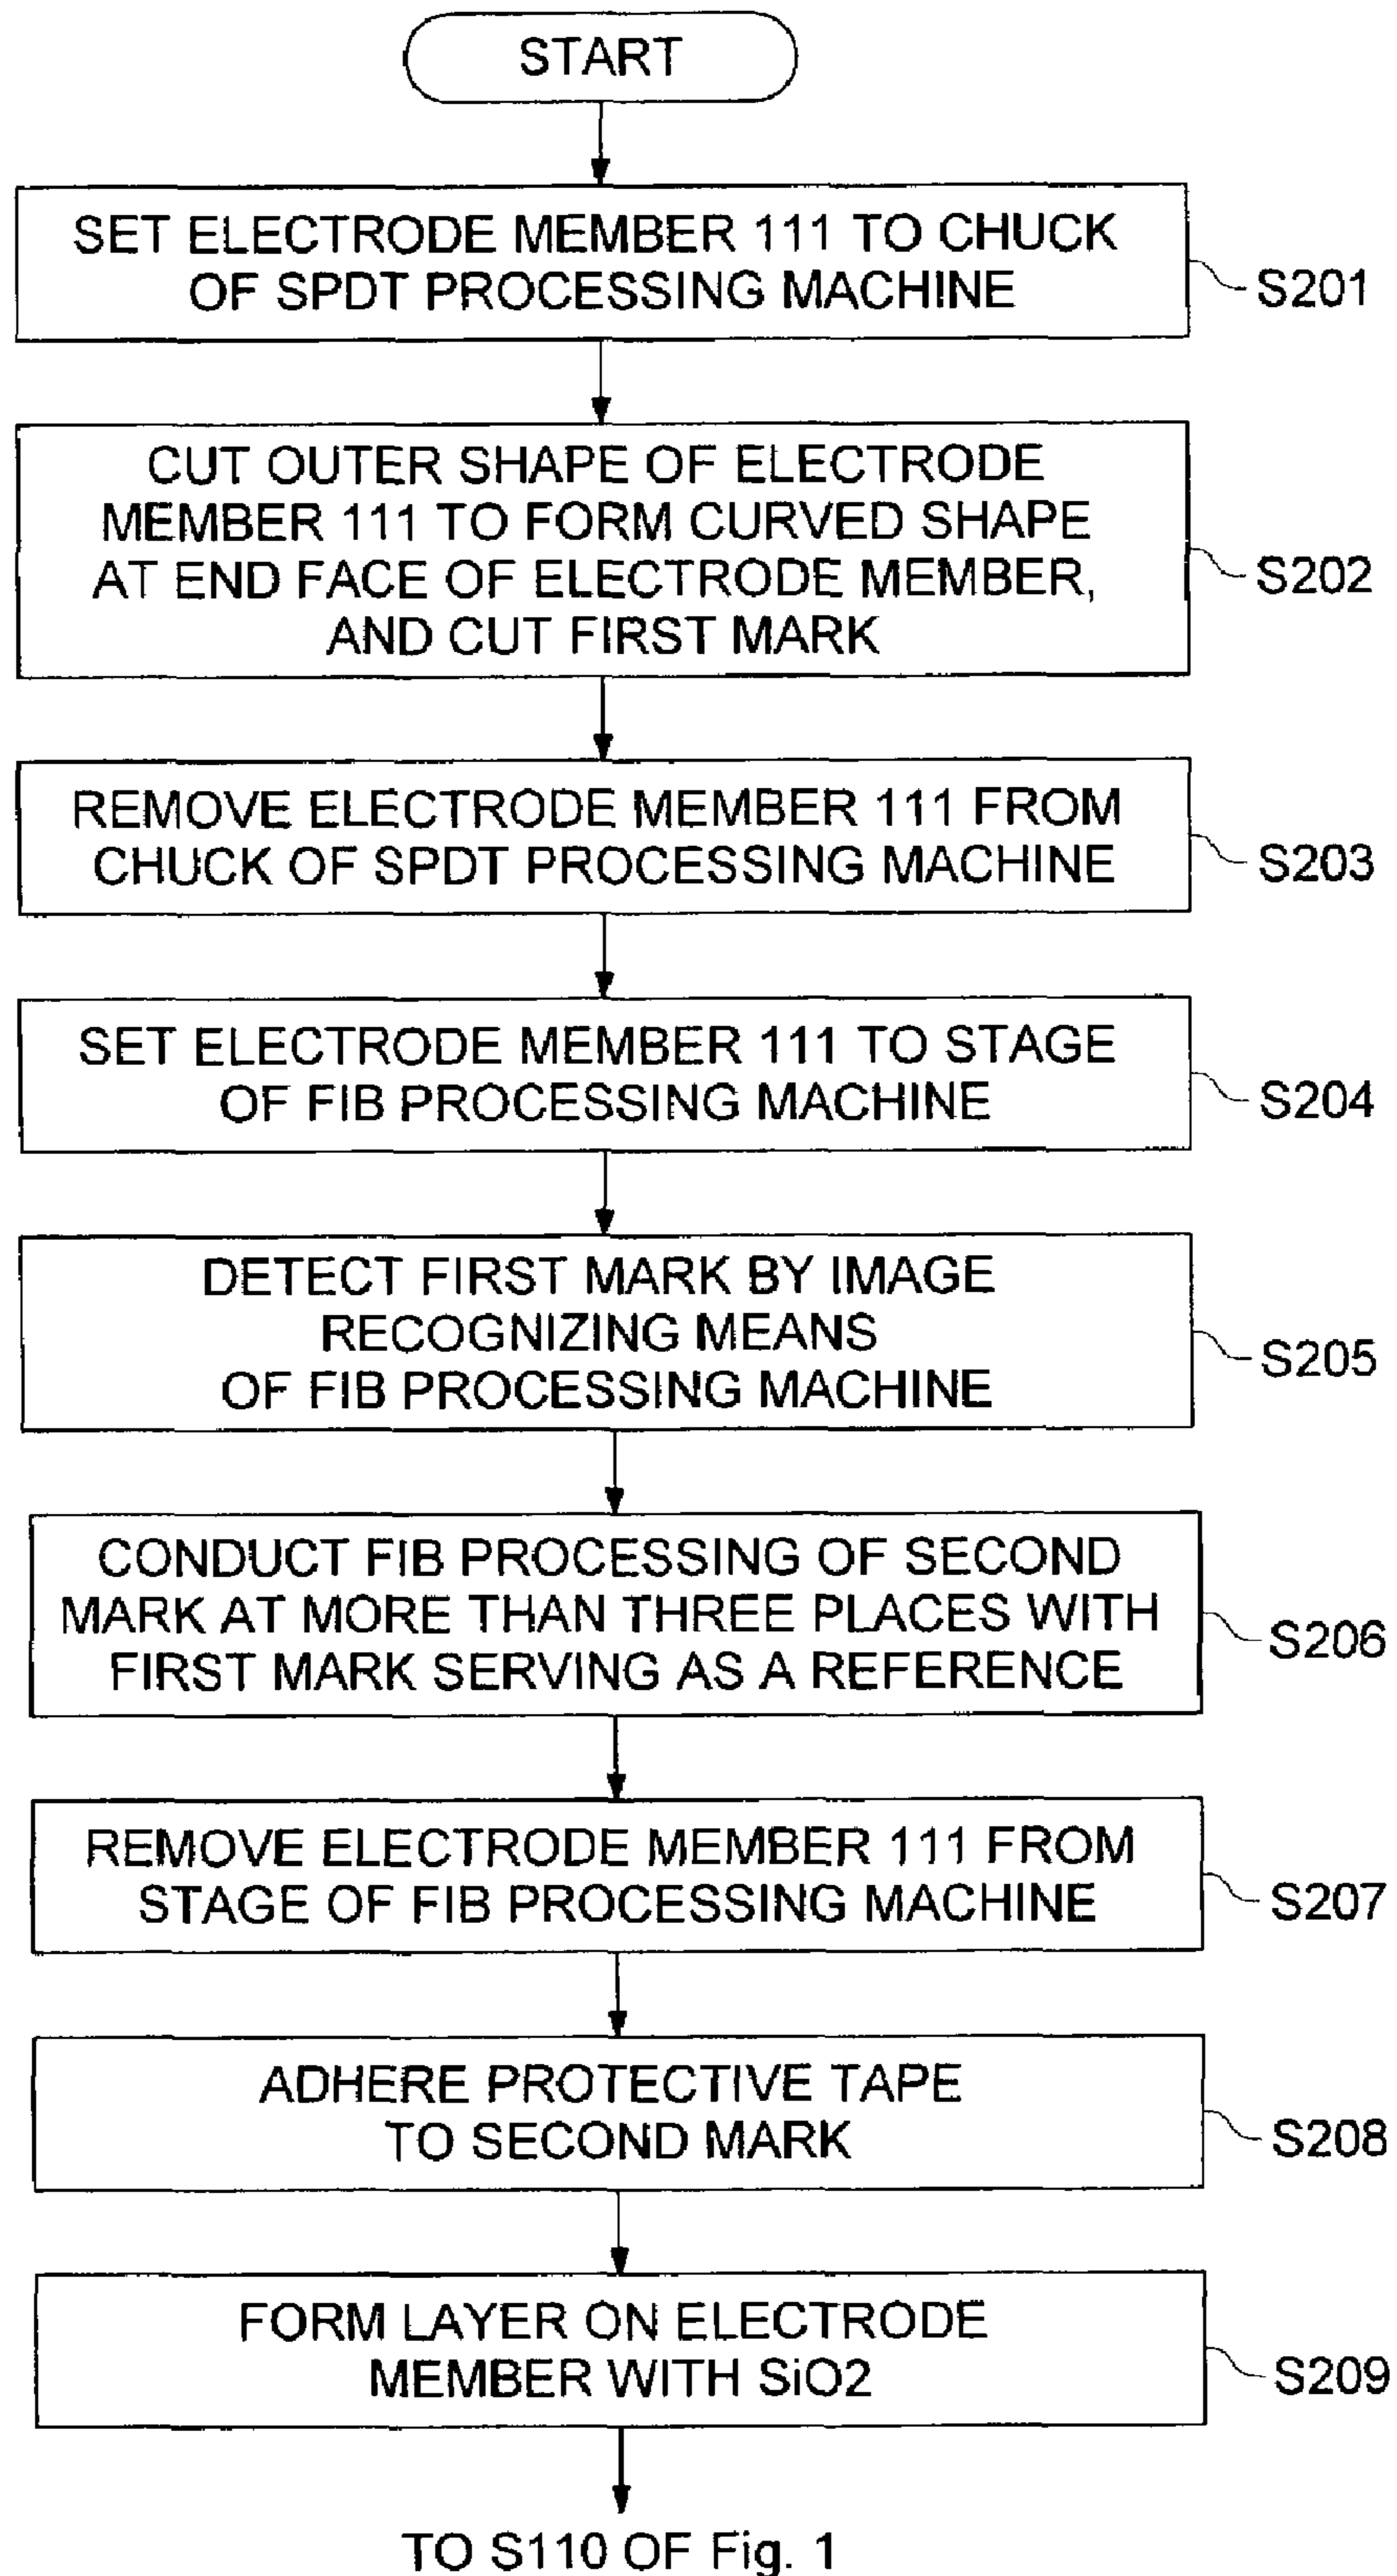 START
SET ELECTRODE MEMBER 111 TO CHUCK
OF SPDT PROCESSING MACHINE
S201
CUT OUTER SHAPE OF ELECTRODE
MEMBER 111 TO FORM CURVED SHAPE
AT END FACE OF ELECTRODE MEMBER,
AND CUT FIRST MARK
S202
REMOVE ELECTRODE MEMBER 111 FROM
CHUCK OF SPDT PROCESSING MACHINE
S203
SET ELECTRODE MEMBER 111 TO STAGE
OF FIB PROCESSING MACHINE
S204
DETECT FIRST MARK BY IMAGE
RECOGNIZING MEANS
OF FIB PROCESSING MACHINE
S205
CONDUCT FIB PROCESSING OF SECOND
MARK AT MORE THAN THREE PLACES WITH
FIRST MARK SERVING AS A REFERENCE
S206
REMOVE ELECTRODE MEMBER 111 FROM
STAGE OF FIB PROCESSING MACHINE
S207
ADHERE PROTECTIVE TAPE
TO SECOND MARK
S208
FORM LAYER ON ELECTRODE
MEMBER WITH SiO2
S209
TO S110 OF Fig. 1